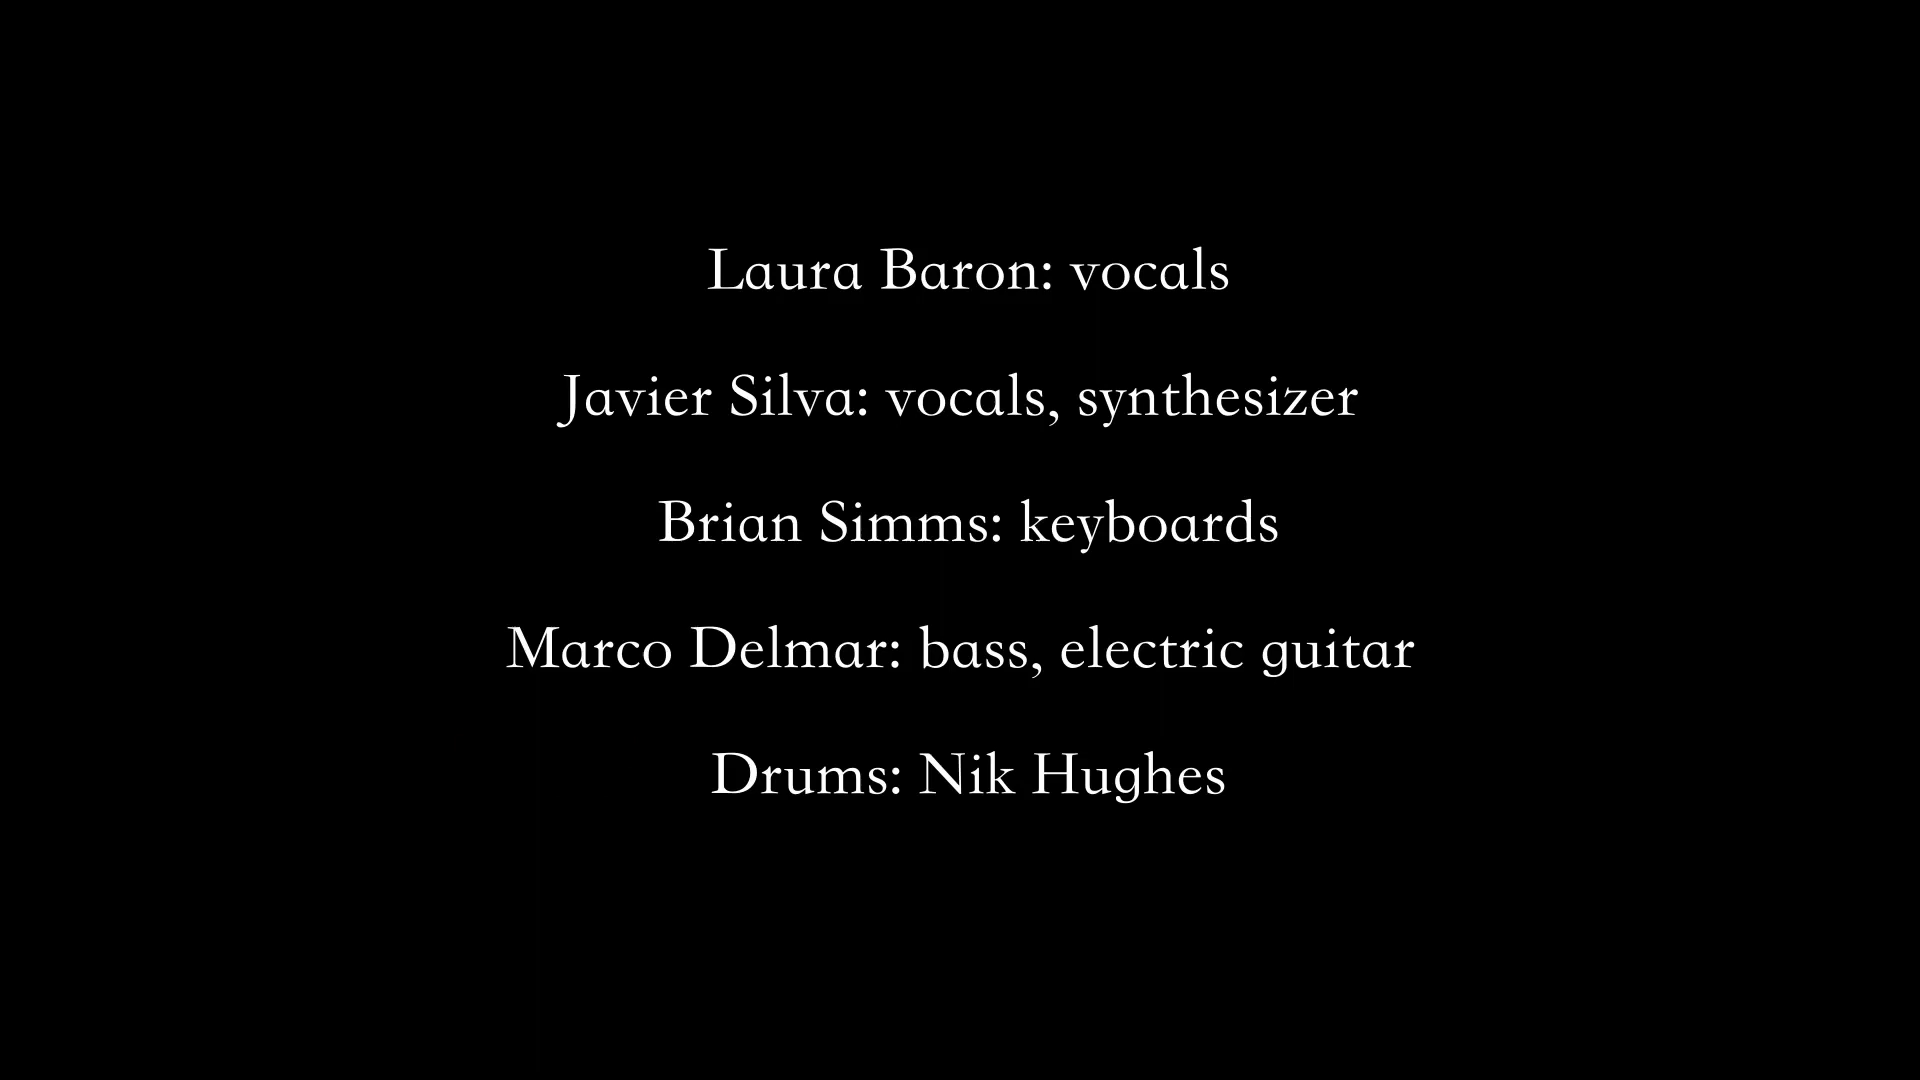 Laura Baron: vocals
Javier Silva: vocals, synthesizer
Brian Simms: keyboards
Marco Delmar: bass, electric guitar
Drums: Nik Hughes